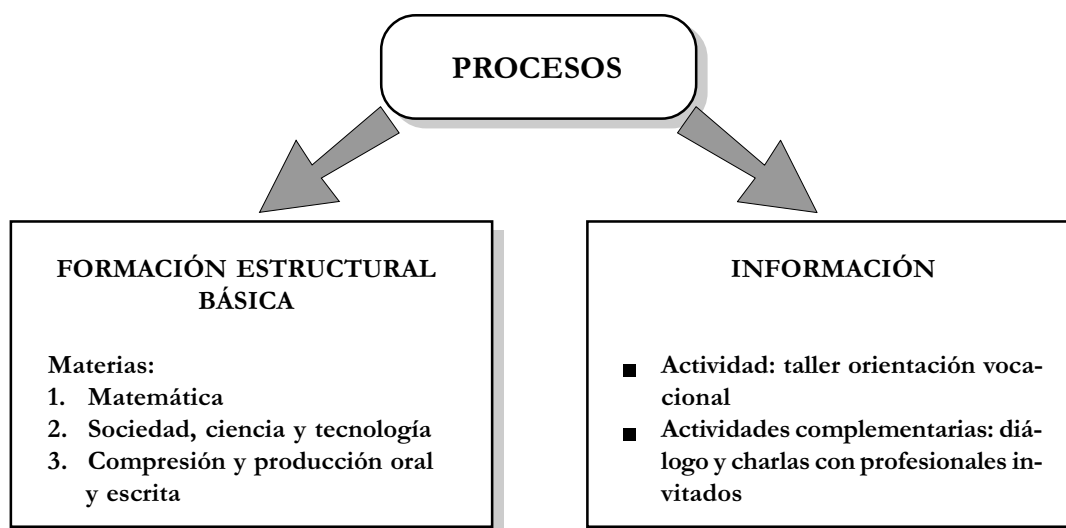 PROCESOS
FORMACIÓN ESTRUCTURAL
BÁSICA
Materias:
1. Matemática
2. Sociedad, ciencia y tecnología
3. Compresión y producción oral
y escrita
INFORMACIÓN
■ Actividad: taller orientación voca-
cional
■ Actividades complementarias: diá-
logo y charlas con profesionales in-
vitados